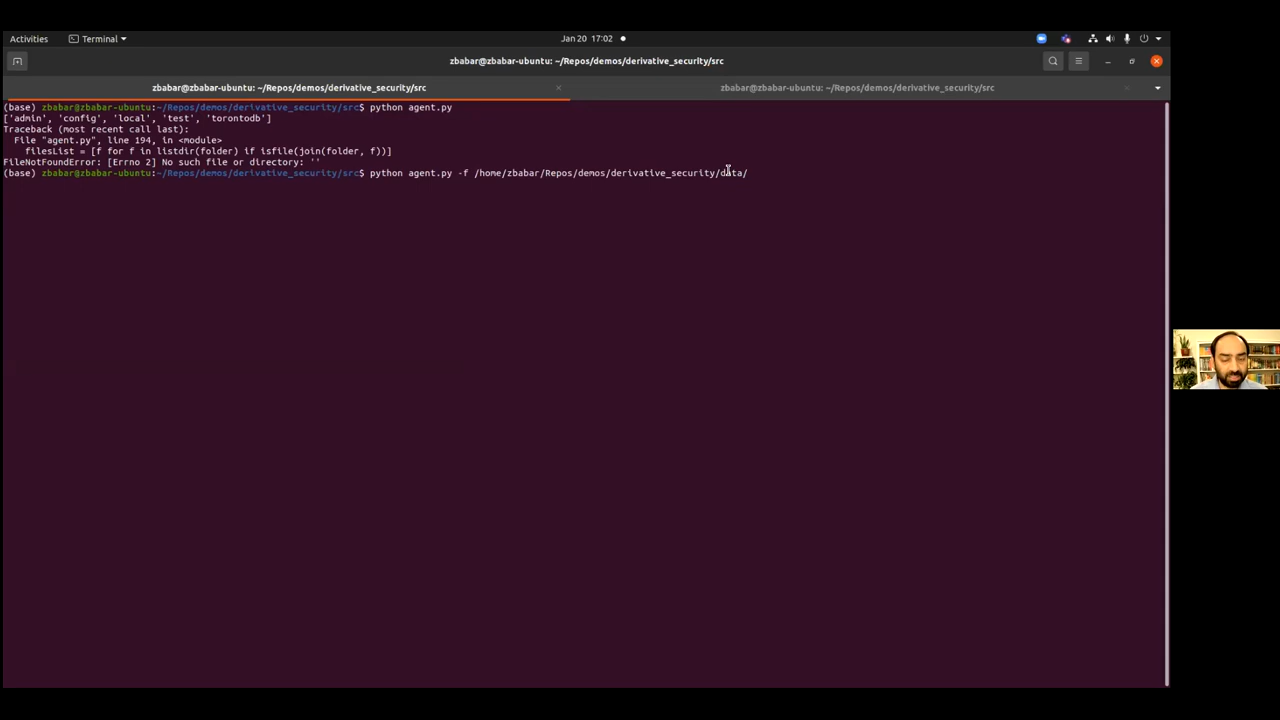 Activities
Terminal
Jan 20 17:02
zbabar@zbabar-ubuntu: ~/Repos/demos/derivative_security/src
zbabar@zbabar-ubuntu: ~/Repos/demos/derivative_security/src
zbabar@zbabar-ubuntu: ~/Repos/demos/derivative_security/src
(base) zbabar@zbabar-ubuntu:~/Repos/demos/derivative_security/src$ python agent.py
['admin', 'config', 'local', 'test', 'torontodb']
Traceback (most recent call last):
  File "agent.py", line 194, in <module>
    filesList = [f for f in listdir(folder) if isfile(join(folder, f))]
FileNotFoundError: [Errno 2] No such file or directory: ''
(base) zbabar@zbabar-ubuntu:~/Repos/demos/derivative_security/src$ python agent.py -f /home/zbabar/Repos/demos/derivative_security/data/